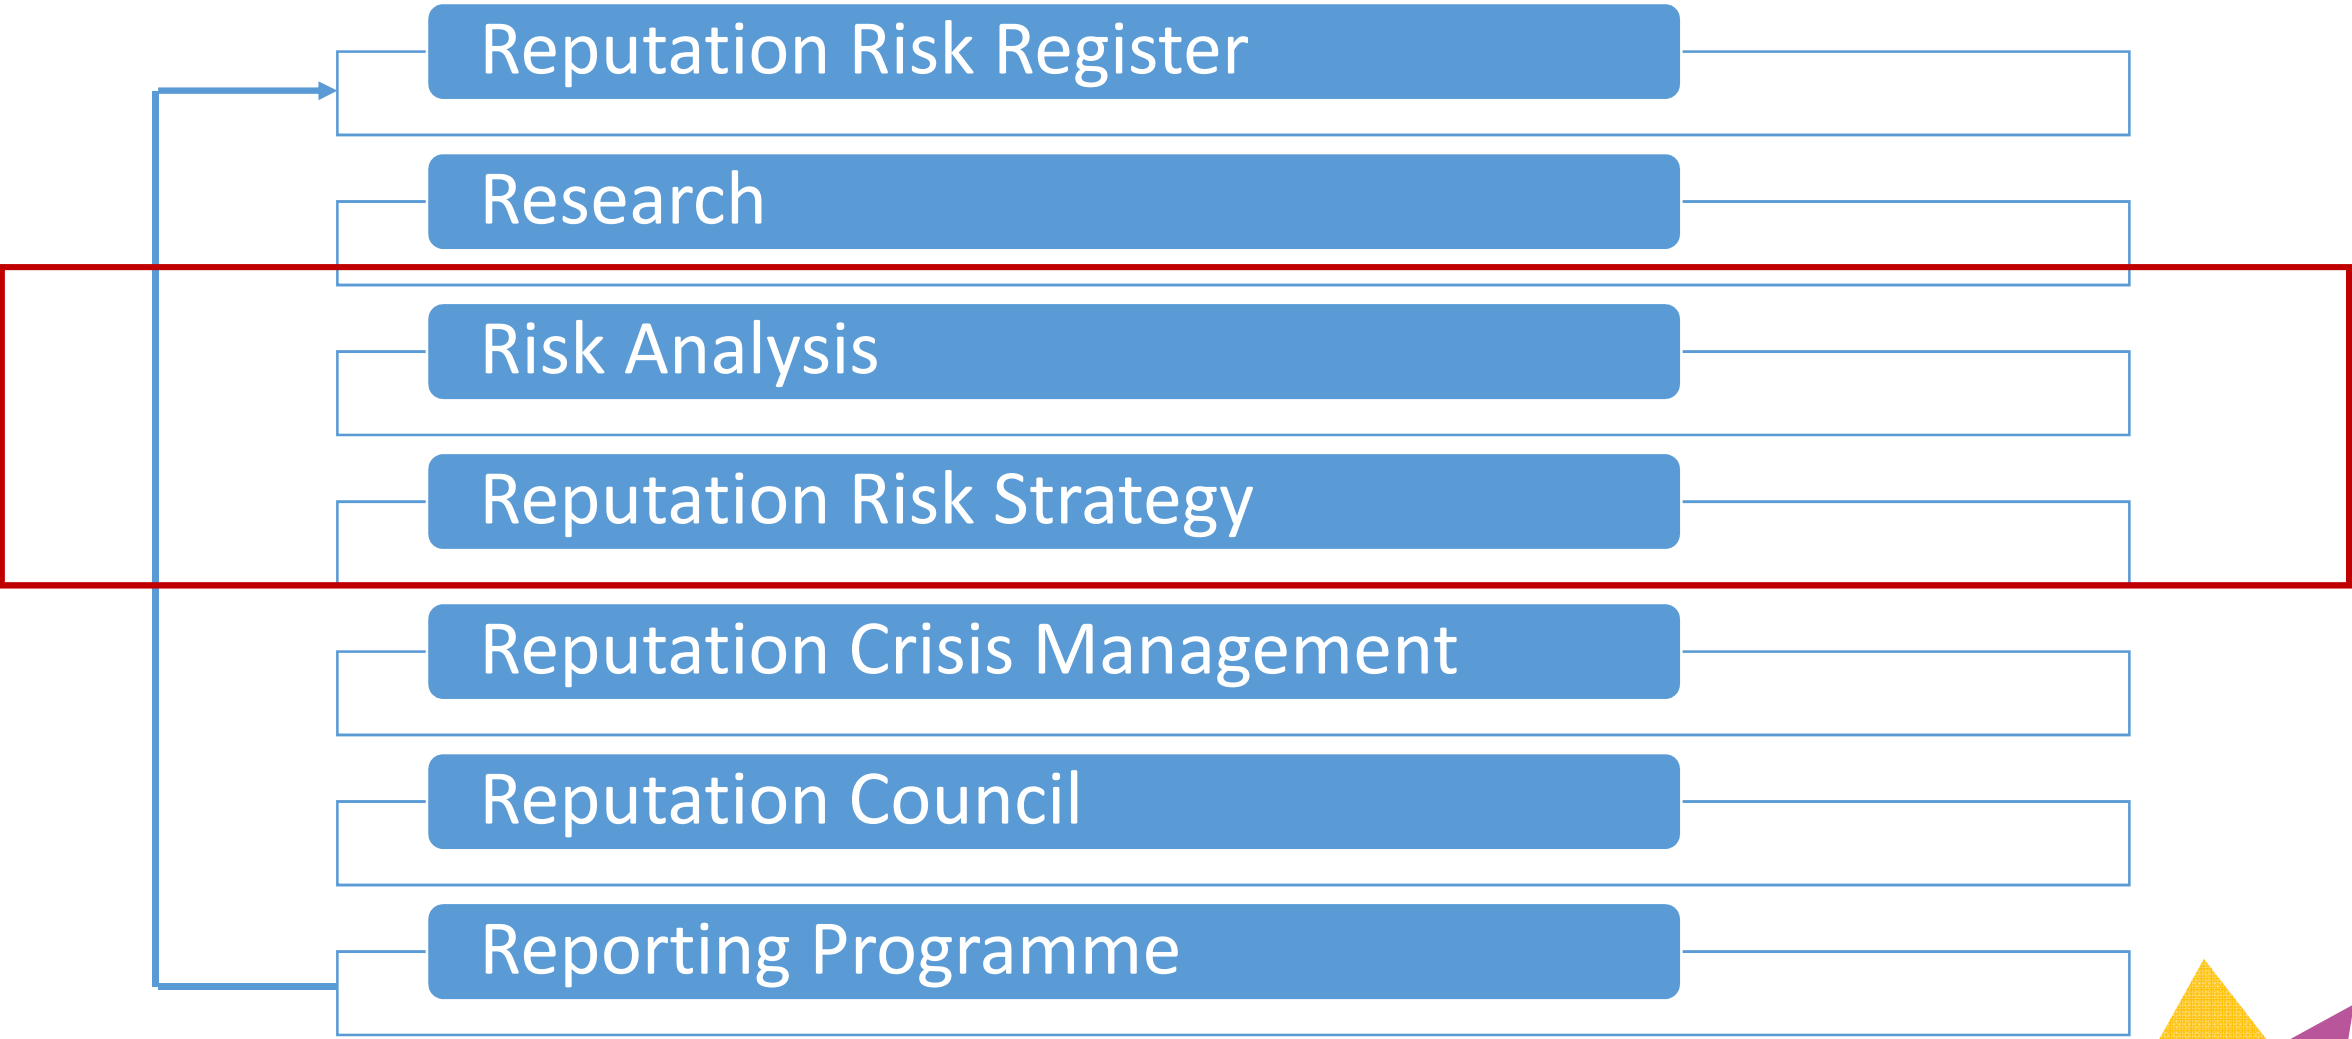 Reputation Risk Register
Research
Risk Analysis
Reputation Risk Strategy
Reputation Crisis Management
Reputation Council
Reporting Programme